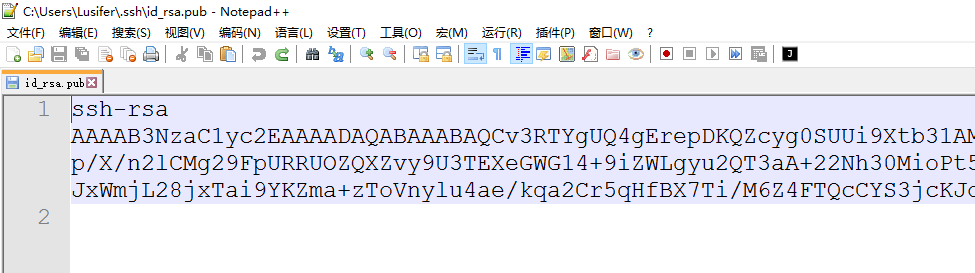 C:\Users\Lusifer\.ssh\id_rsa.pub - Notepad++
文件(F) 编辑(E) 搜索(S) 视图(V) 编码(N) 语言(L) 设置(T) 工具(O) 宏(M) 运行(R) 插件(P) 窗口(W) ?
id_rsa.pub
1 ssh-rsa
AAAAB3NzaC1yc2EAAAADAQABAAABAQCv3RTYgUQ4gErepDKQZcyg0SUUi9Xtb31AM
p/X/n2lCMg29FpURRUOZQXZvy9U3TEXeGWG14+9iZWLgyu2QT3aA+22Nh30MioPt5
JxWmjL28jxTai9YKZma+zToVnylu4ae/kqa2Cr5qHfBX7Ti/M6Z4FTQcCYS3jcKJc
2